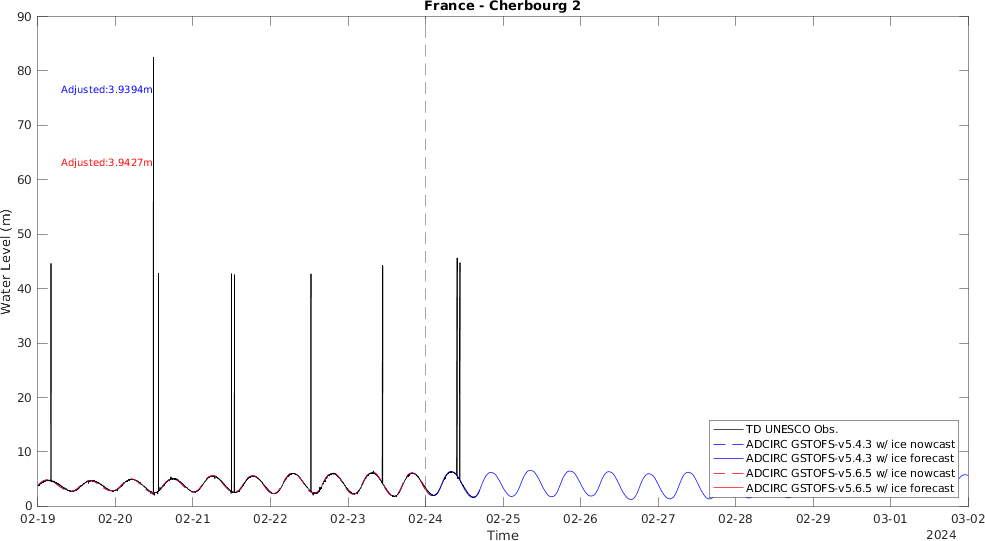 France - Cherbourg 2
90
80
70
60
50
40
30
20
10
0
Water Level (m)
Adjusted:3.9394m
Adjusted:3.9427m
TD UNESCO Obs.
ADCIRC GSTOFS-v5.4.3 w/ ice nowcast
ADCIRC GSTOFS-v5.4.3 w/ ice forecast
ADCIRC GSTOFS-v5.6.5 w/ ice nowcast
ADCIRC GSTOFS-v5.6.5 w/ ice forecast
02-19 02-20 02-21 02-22 02-23 02-24 02-25 02-26 02-27 02-28 02-29 03-01 03-02
Time
2024